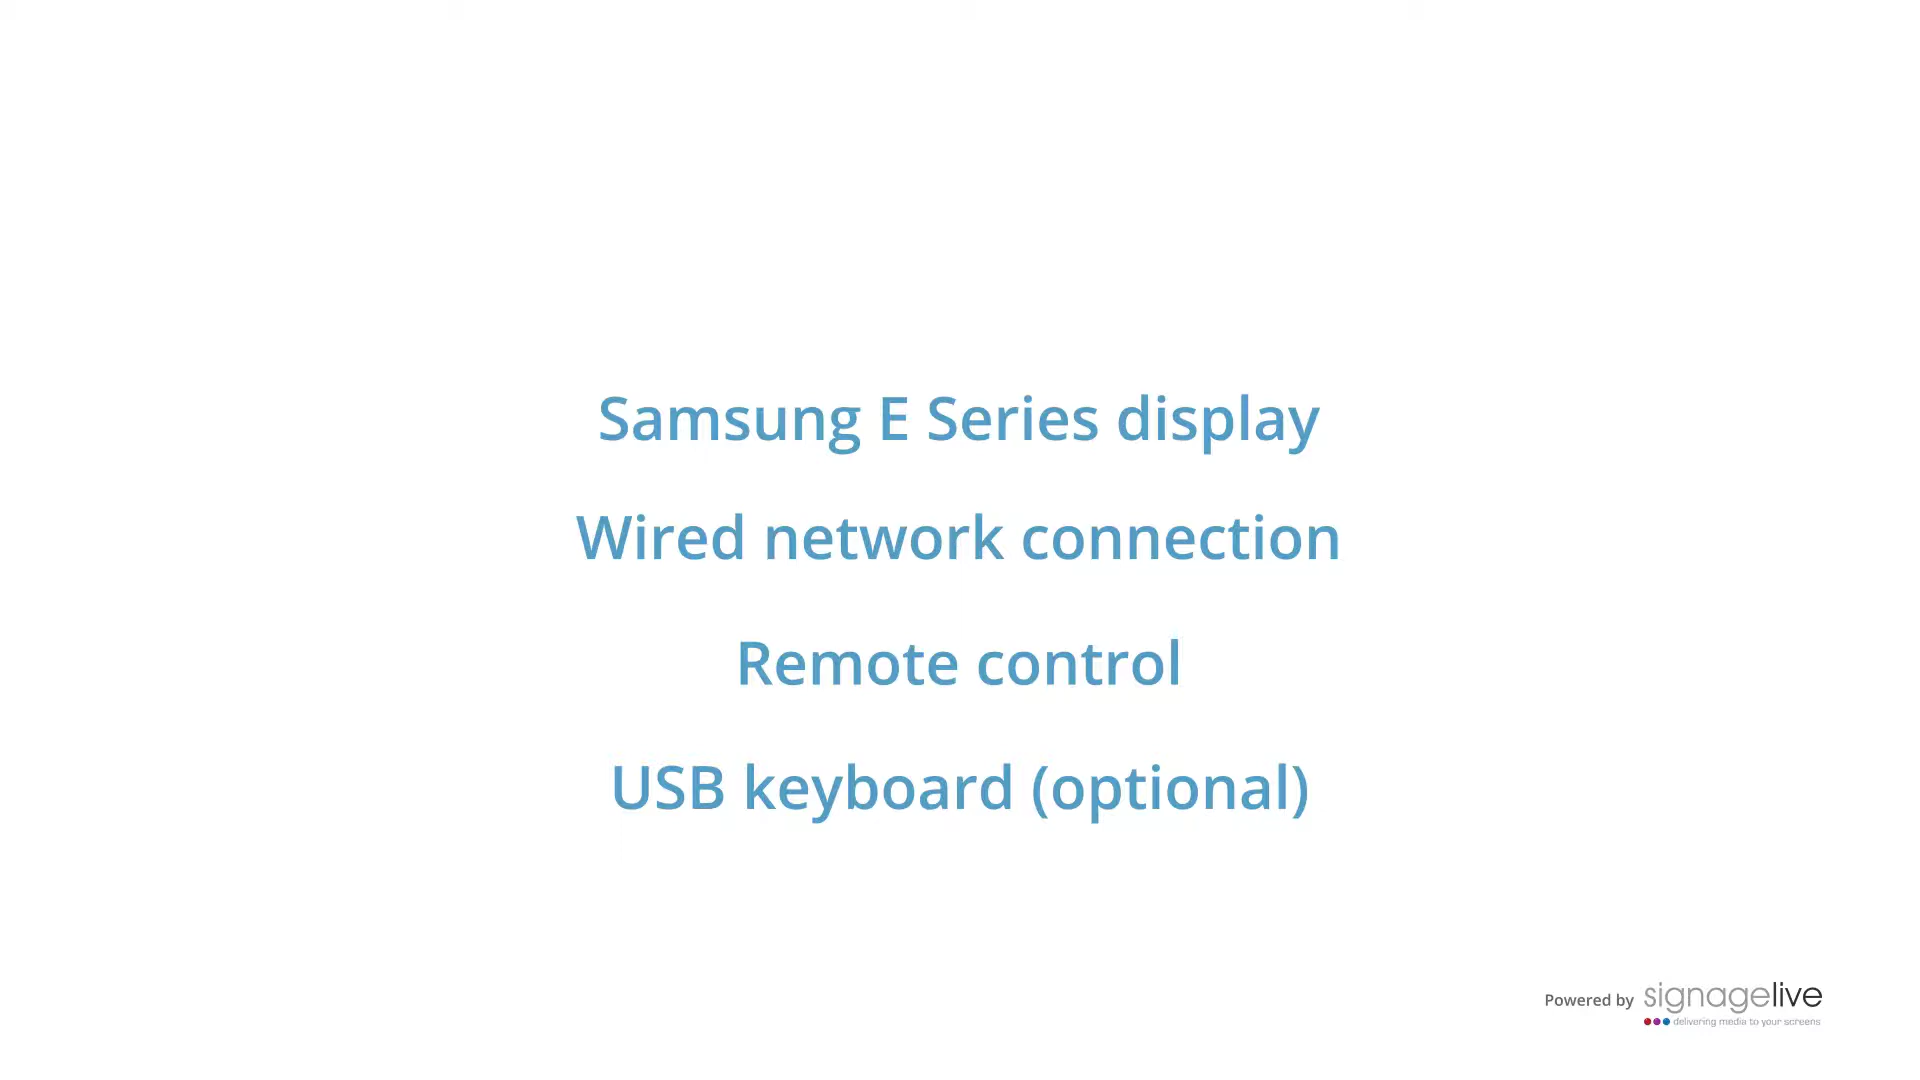 Samsung E Series display
Wired network connection
Remote control
USB keyboard (optional)
Powered by signagelive
delivering media to your screens